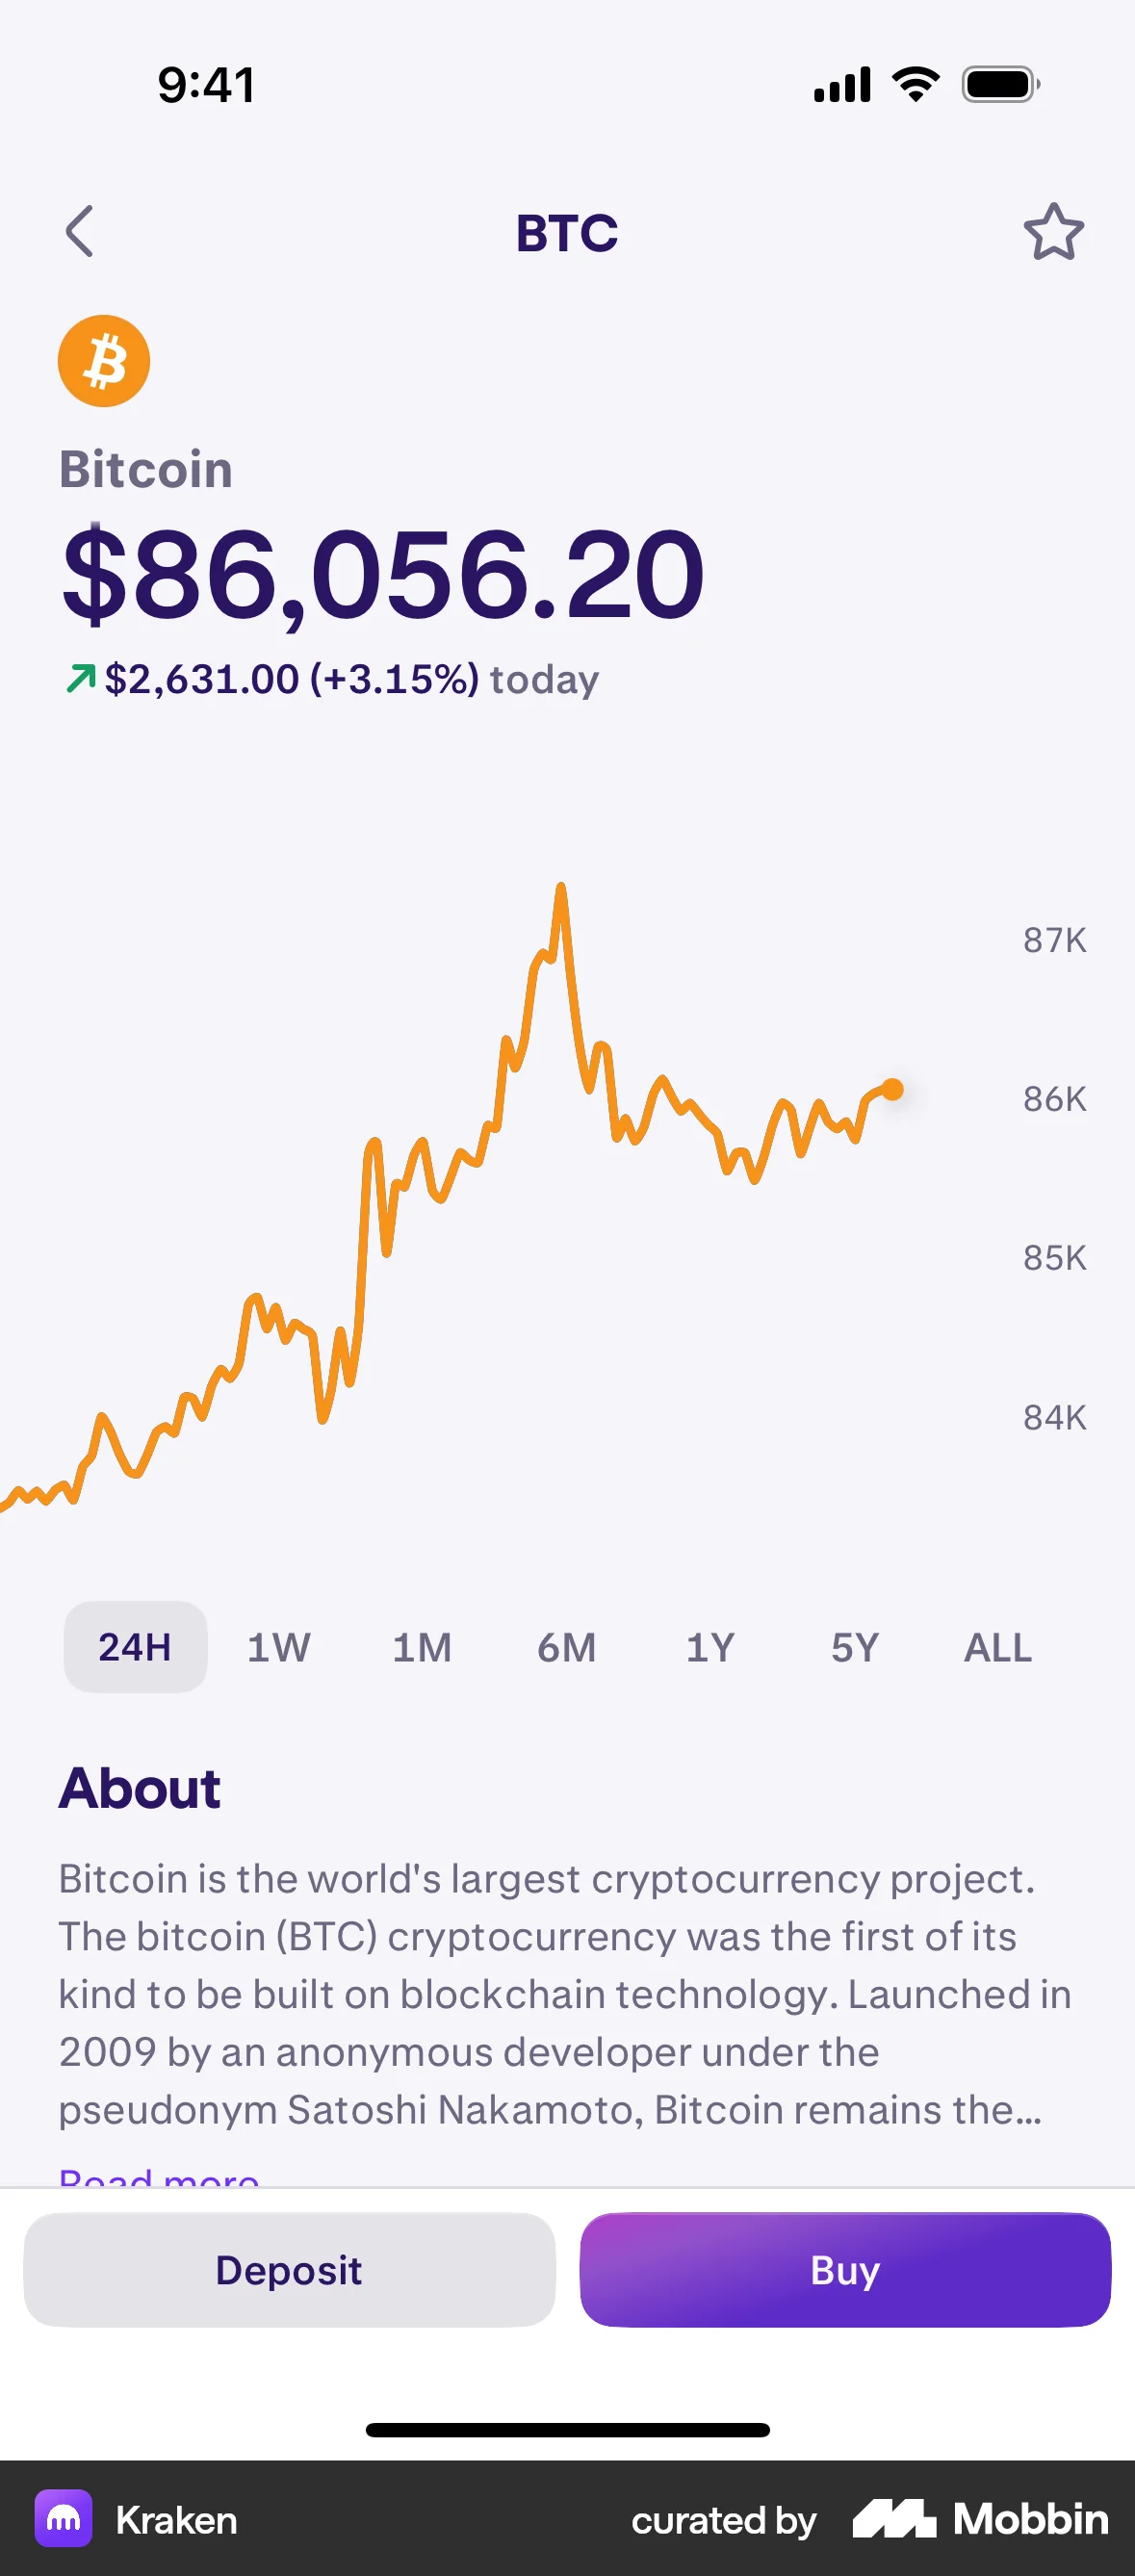 9:41
BTC
Bitcoin
$86,056.20
$2,631.00 (+3.15%) today
87K
86K
85K
84K
24H 1W 1M 6M 1Y 5Y ALL
About
Bitcoin is the world's largest cryptocurrency project.
The bitcoin (BTC) cryptocurrency was the first of its
kind to be built on blockchain technology. Launched in
2009 by an anonymous developer under the
pseudonym Satoshi Nakamoto, Bitcoin remains the...
Read more
Deposit Buy
Kraken curated by Mobbin